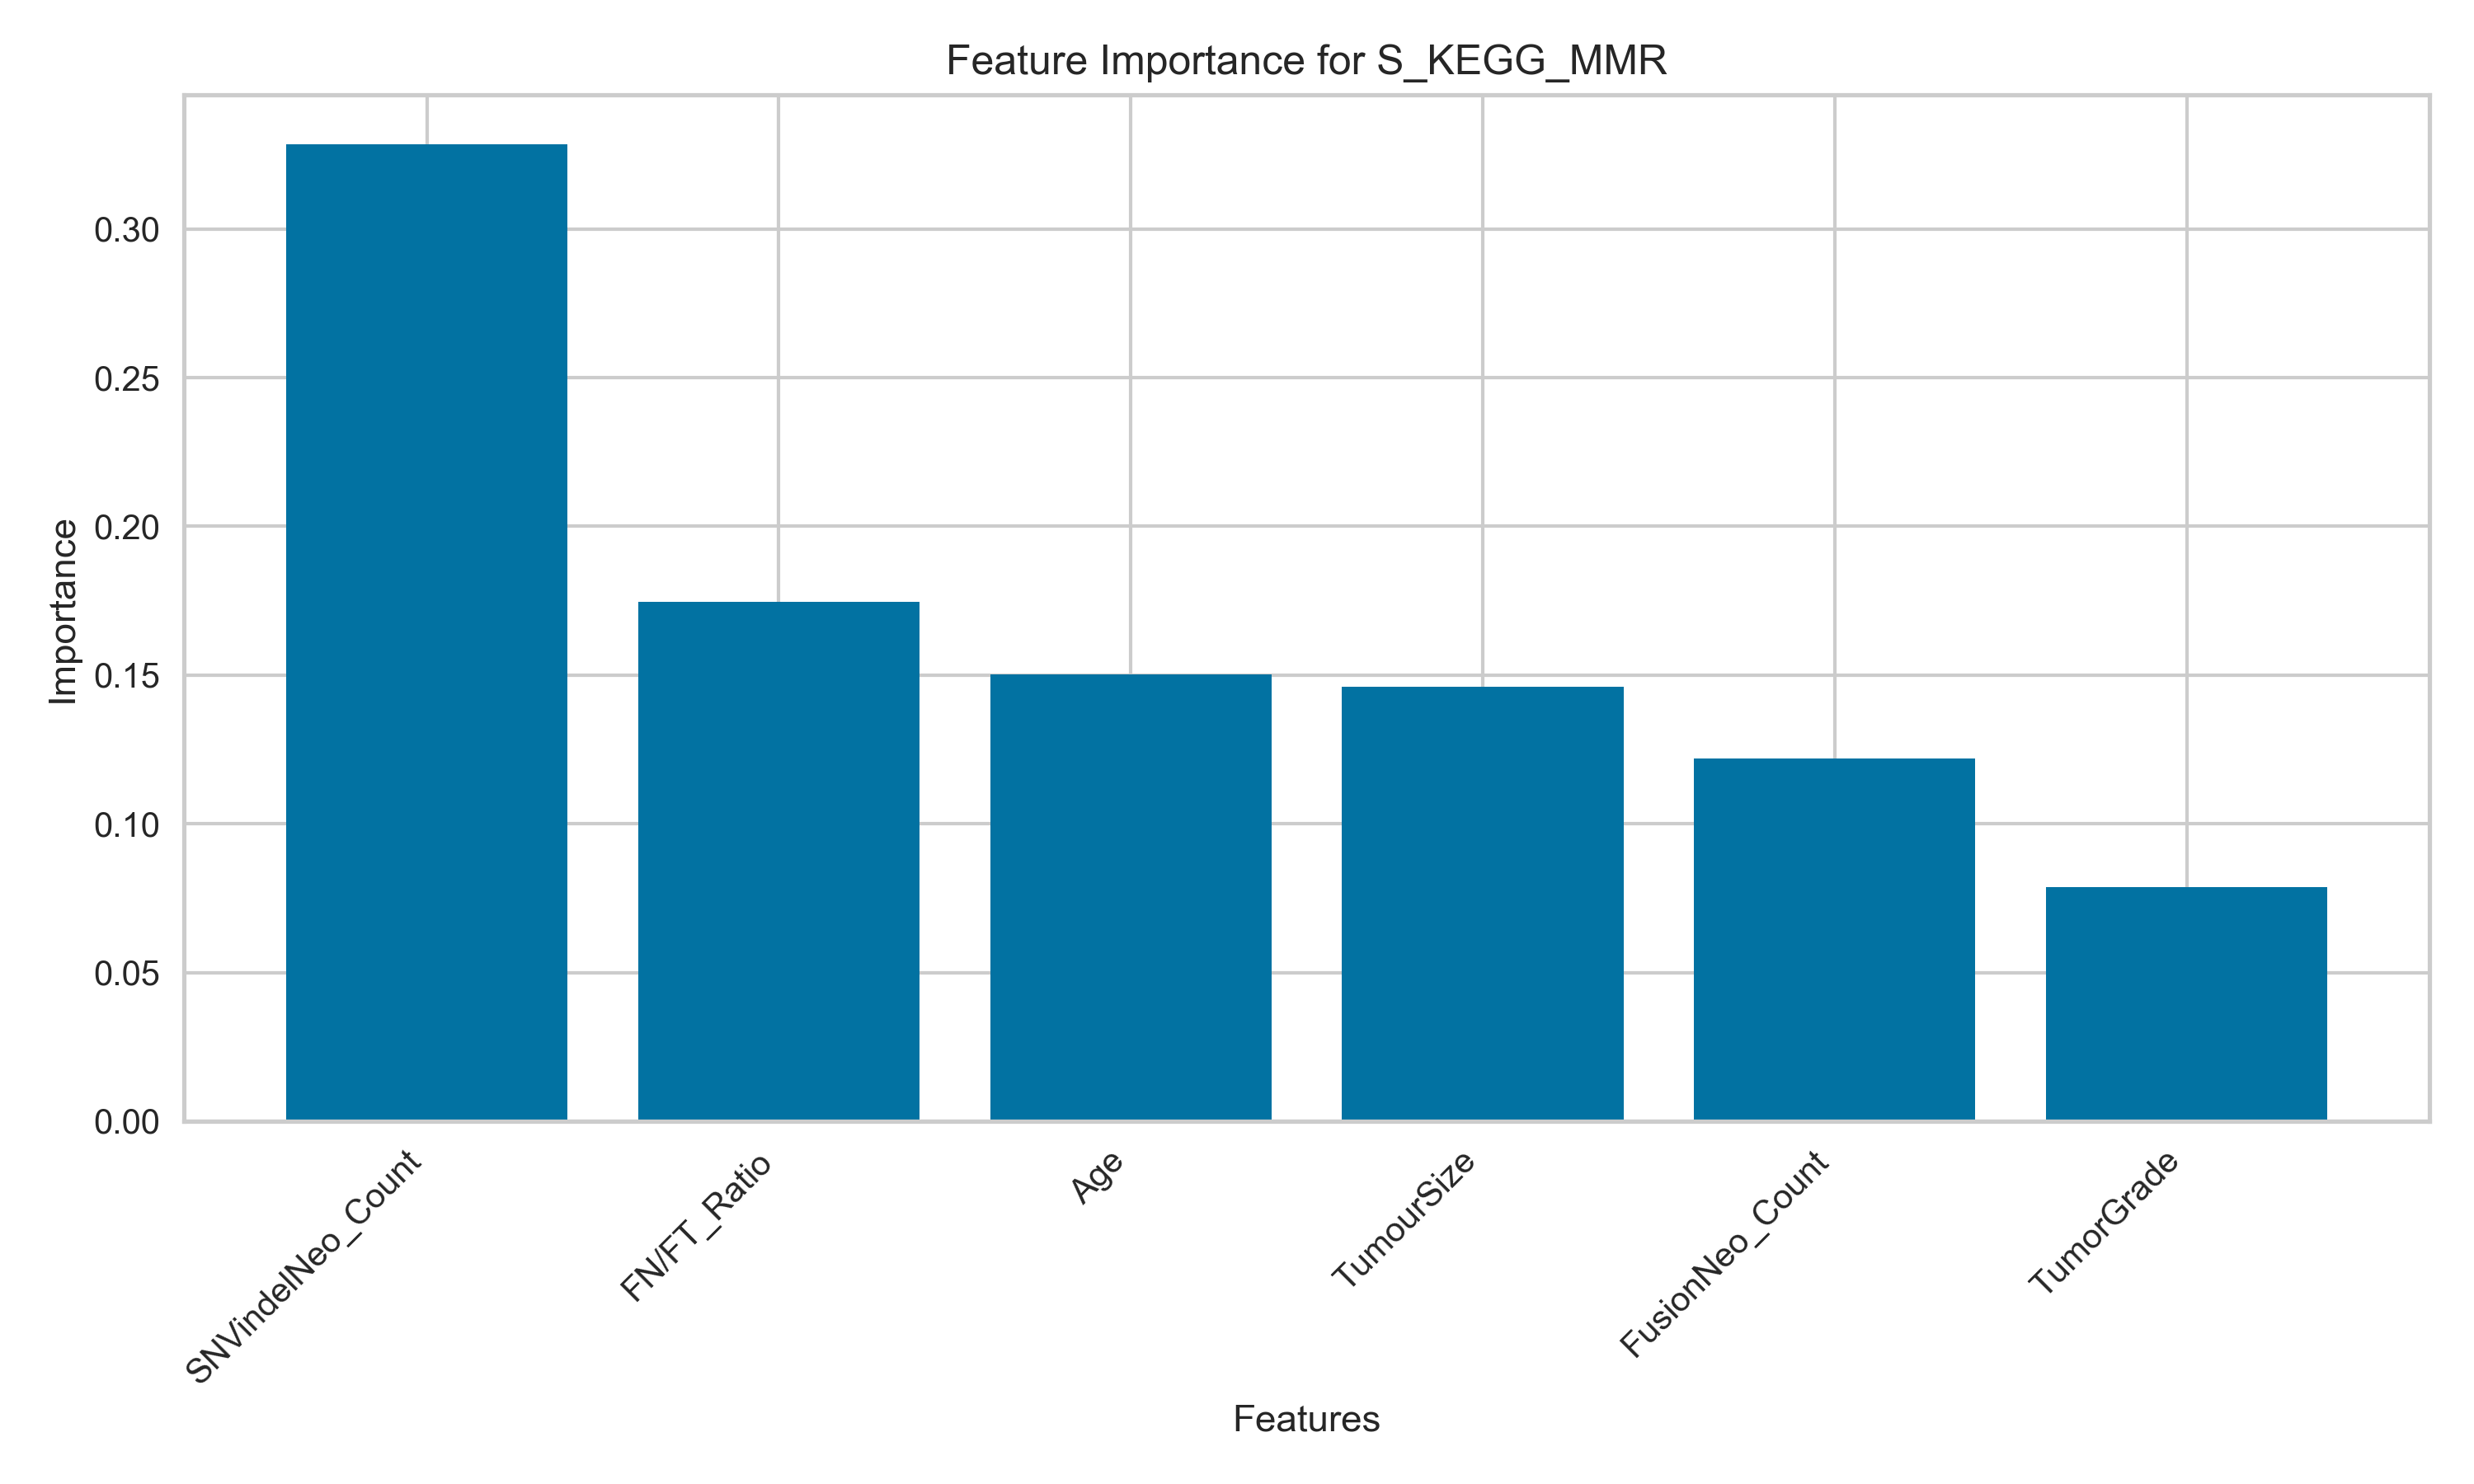 Feature Importance for S_KEGG_MMR
Importance
0.30
0.25
0.20
0.15
0.10
0.05
0.00
SNVindelNeo_Count
FN/FT_Ratio
Age
TumourSize
FusionNeo_Count
TumorGrade
Features